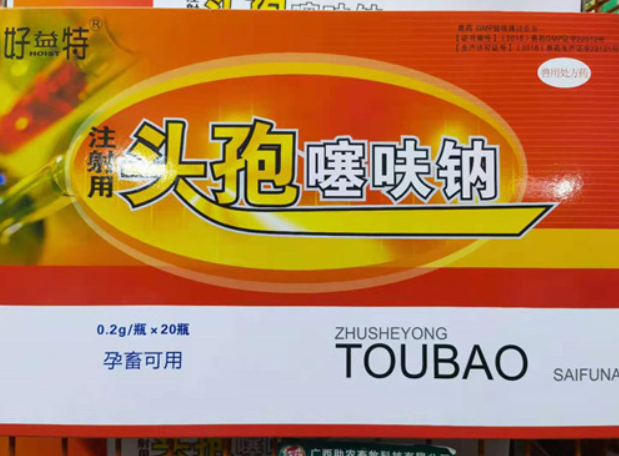 好益特®
HOIST
兽用处方药
注射用
头孢噻呋钠
0.2g/瓶×20瓶
孕畜可用
ZHUSHEYONG
TOUBAO
SAIFUNA